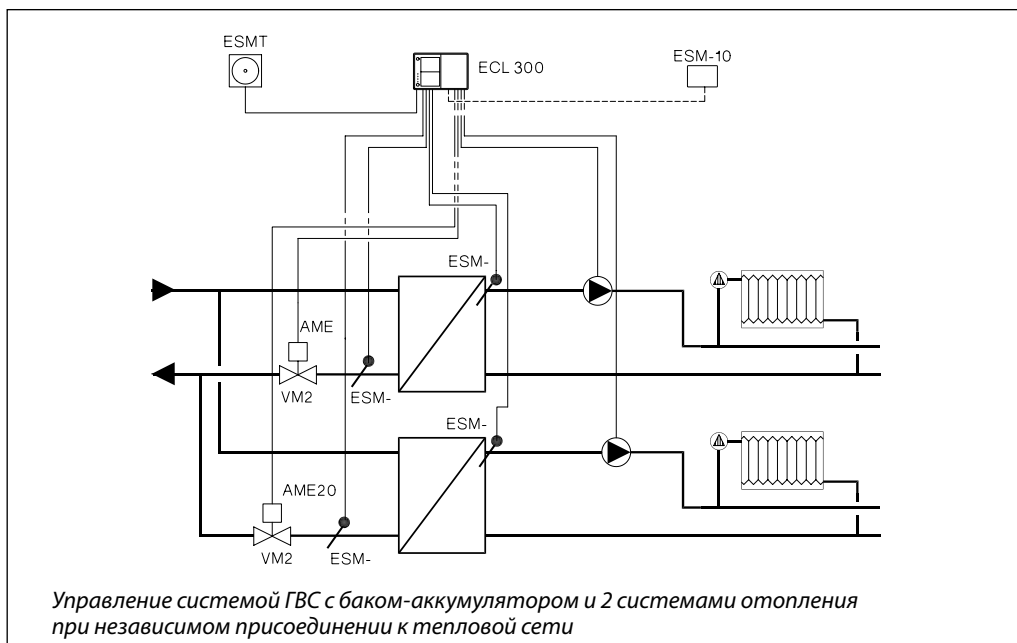 ESMT
ECL 300
ESM-10
ESM-
AME
VM2
ESM-
ESM-
AME20
VM2
ESM-
Управление системой ГВС с баком-аккумулятором и 2 системами отопления
при независимом присоединении к тепловой сети